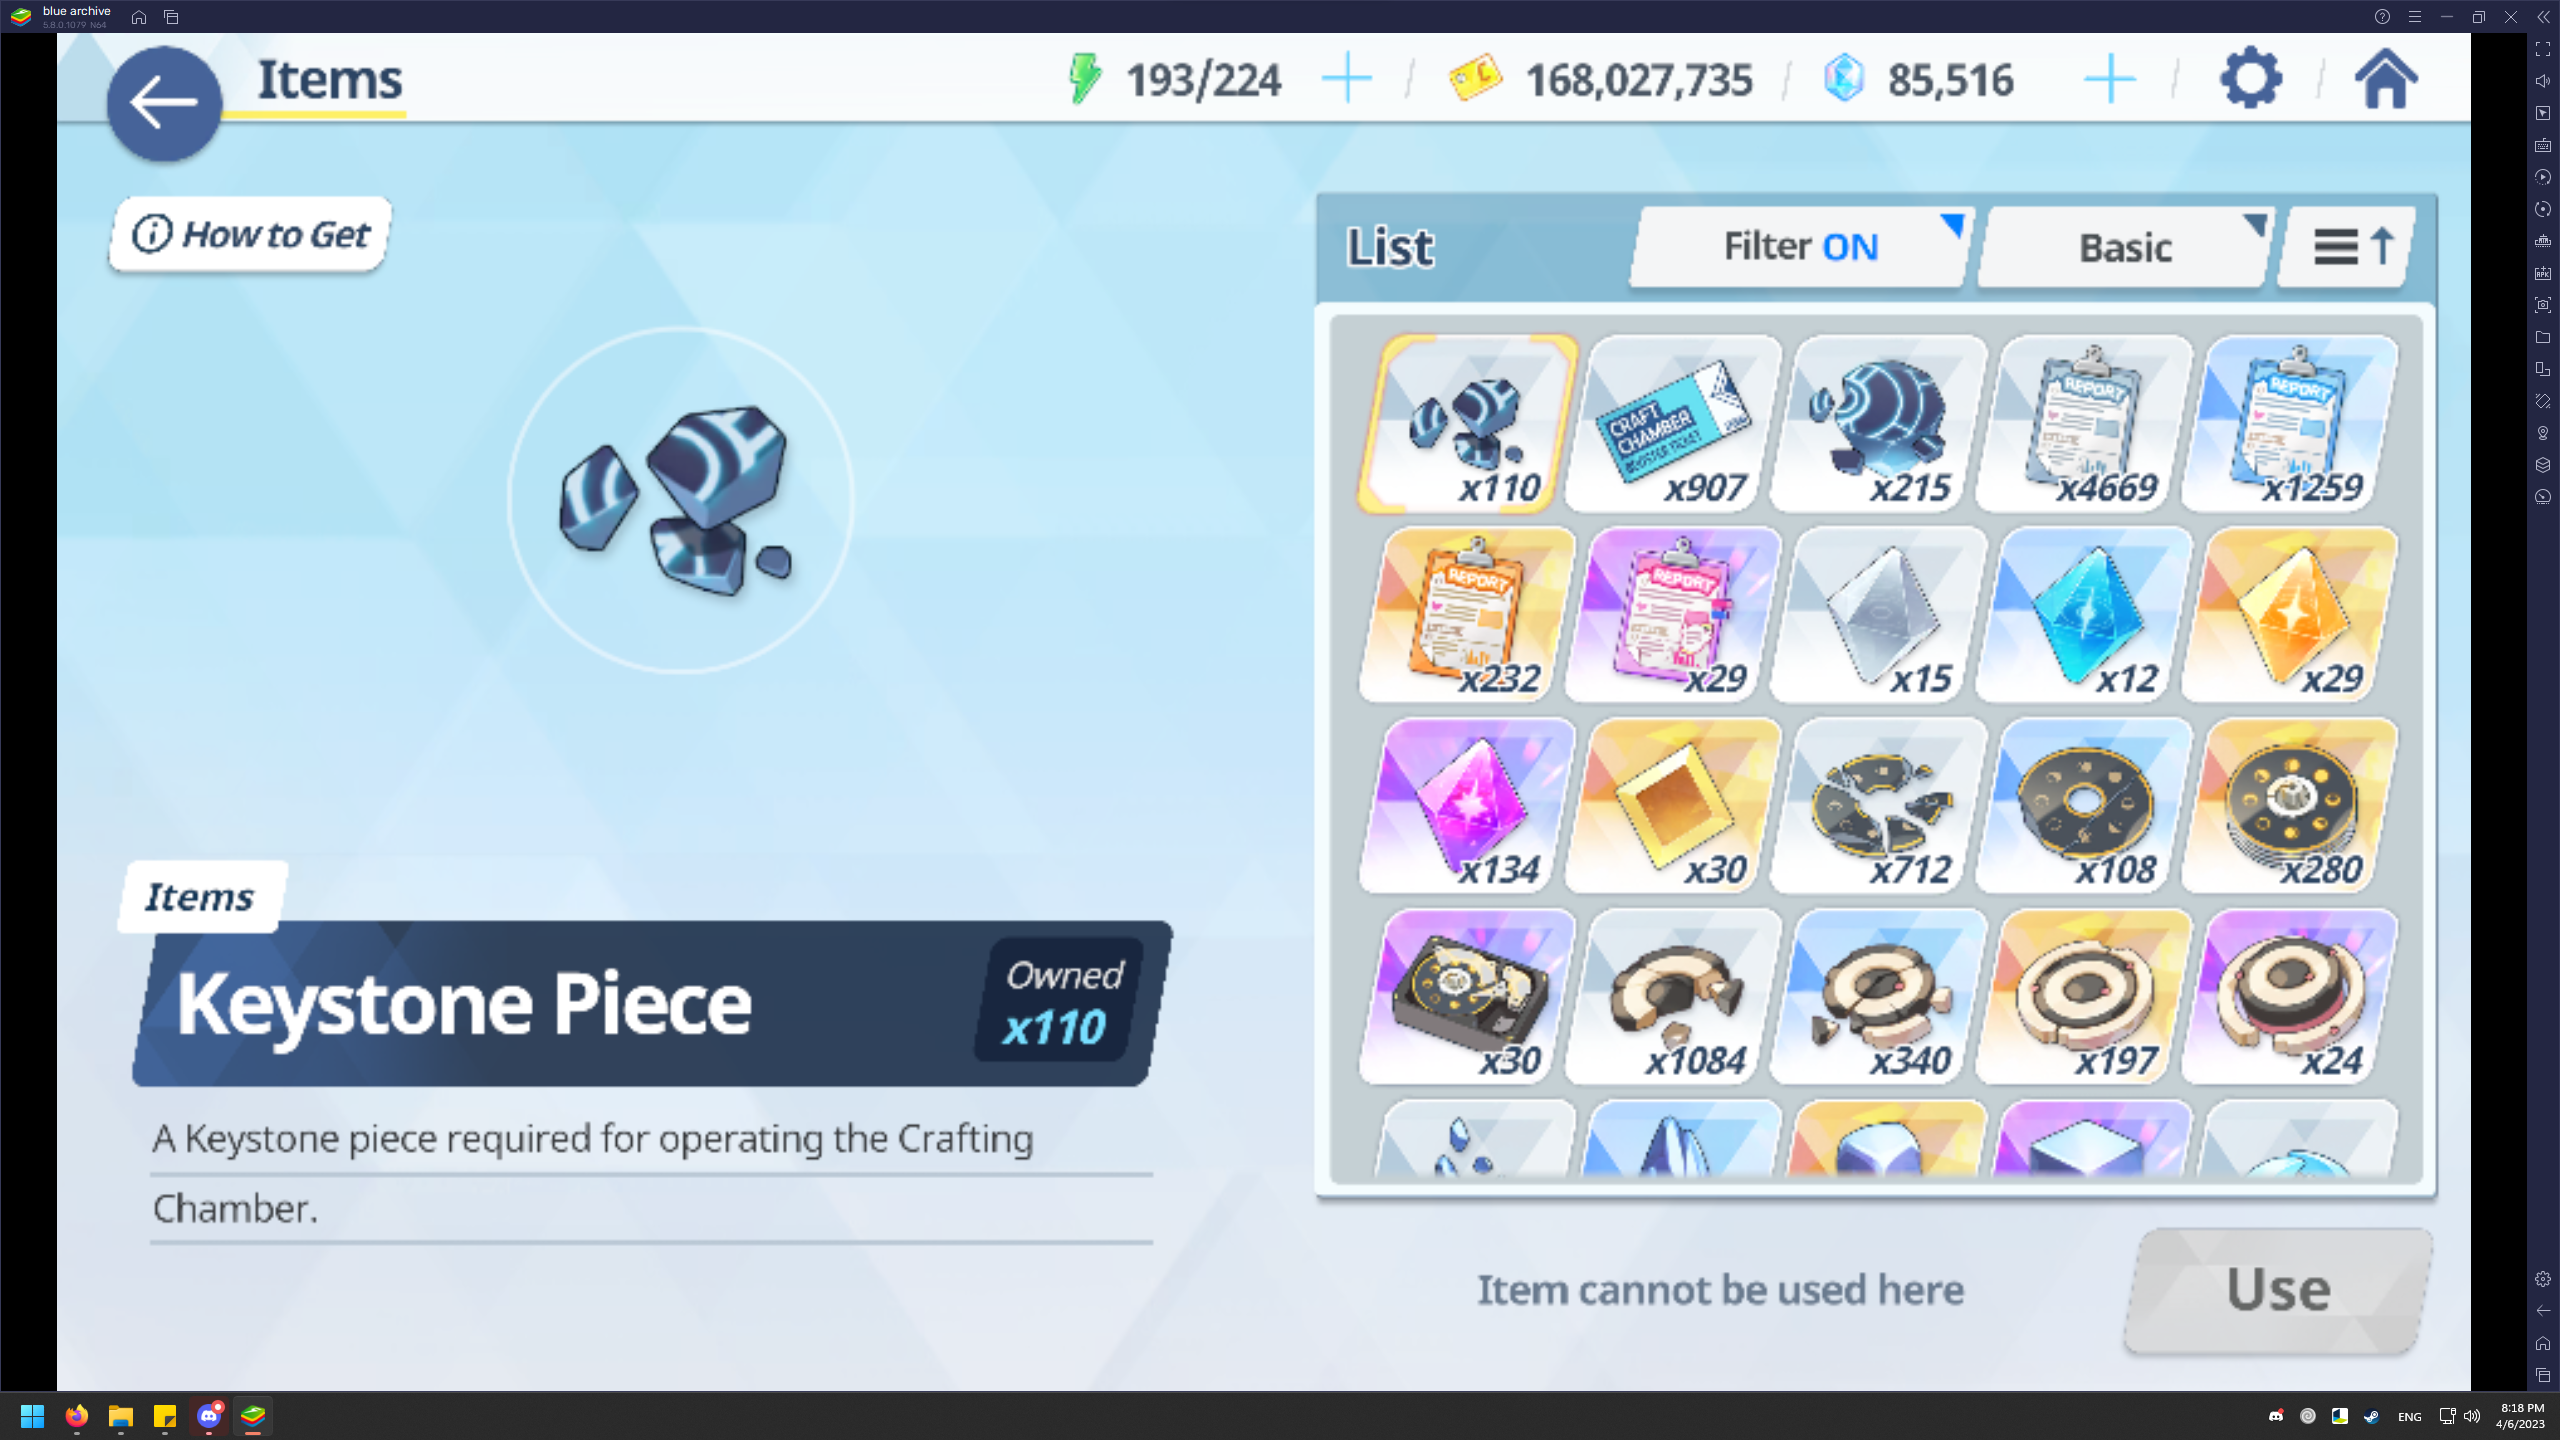 blue archive
5.8.0.1079 N64
Items
193/224
168,027,735
85,516
How to Get
List
Filter ON
Basic
x110
CRAFT CHAMBER
BOOSTER TICKET
x907
x215
REPORT
x4669
REPORT
x1259
REPORT
x232
REPORT
x29
x15
x12
x29
x134
x30
x712
x108
x280
x30
x1084
x340
x197
x24
Items
Keystone Piece
Owned
x110
A Keystone piece required for operating the Crafting
Chamber.
Item cannot be used here
Use
ENG
8:18 PM
4/6/2023